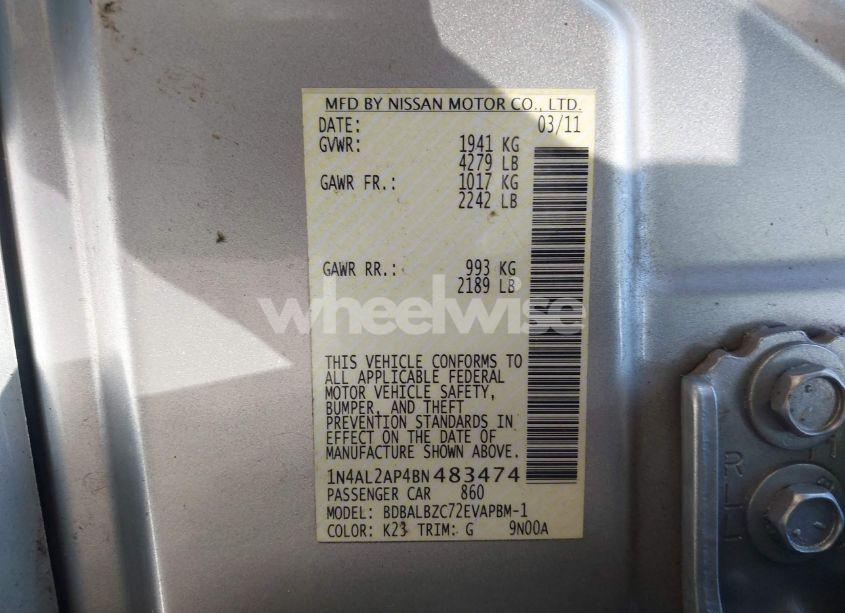 MFD BY NISSAN MOTOR CO., LTD.
DATE: 03/11
GVWR: 1941 KG
4279 LB
GAWR FR.: 1017 KG
2242 LB
GAWR RR.: 993 KG
2189 LB
wheelwise
THIS VEHICLE CONFORMS TO
ALL APPLICABLE FEDERAL
MOTOR VEHICLE SAFETY,
BUMPER, AND THEFT
PREVENTION STANDARDS IN
EFFECT ON THE DATE OF
MANUFACTURE SHOWN ABOVE.
1N4AL2AP4BN483474
PASSENGER CAR 860
MODEL: BDBALBZC72EVAPBM-1
COLOR: K23 TRIM: G 9N00A